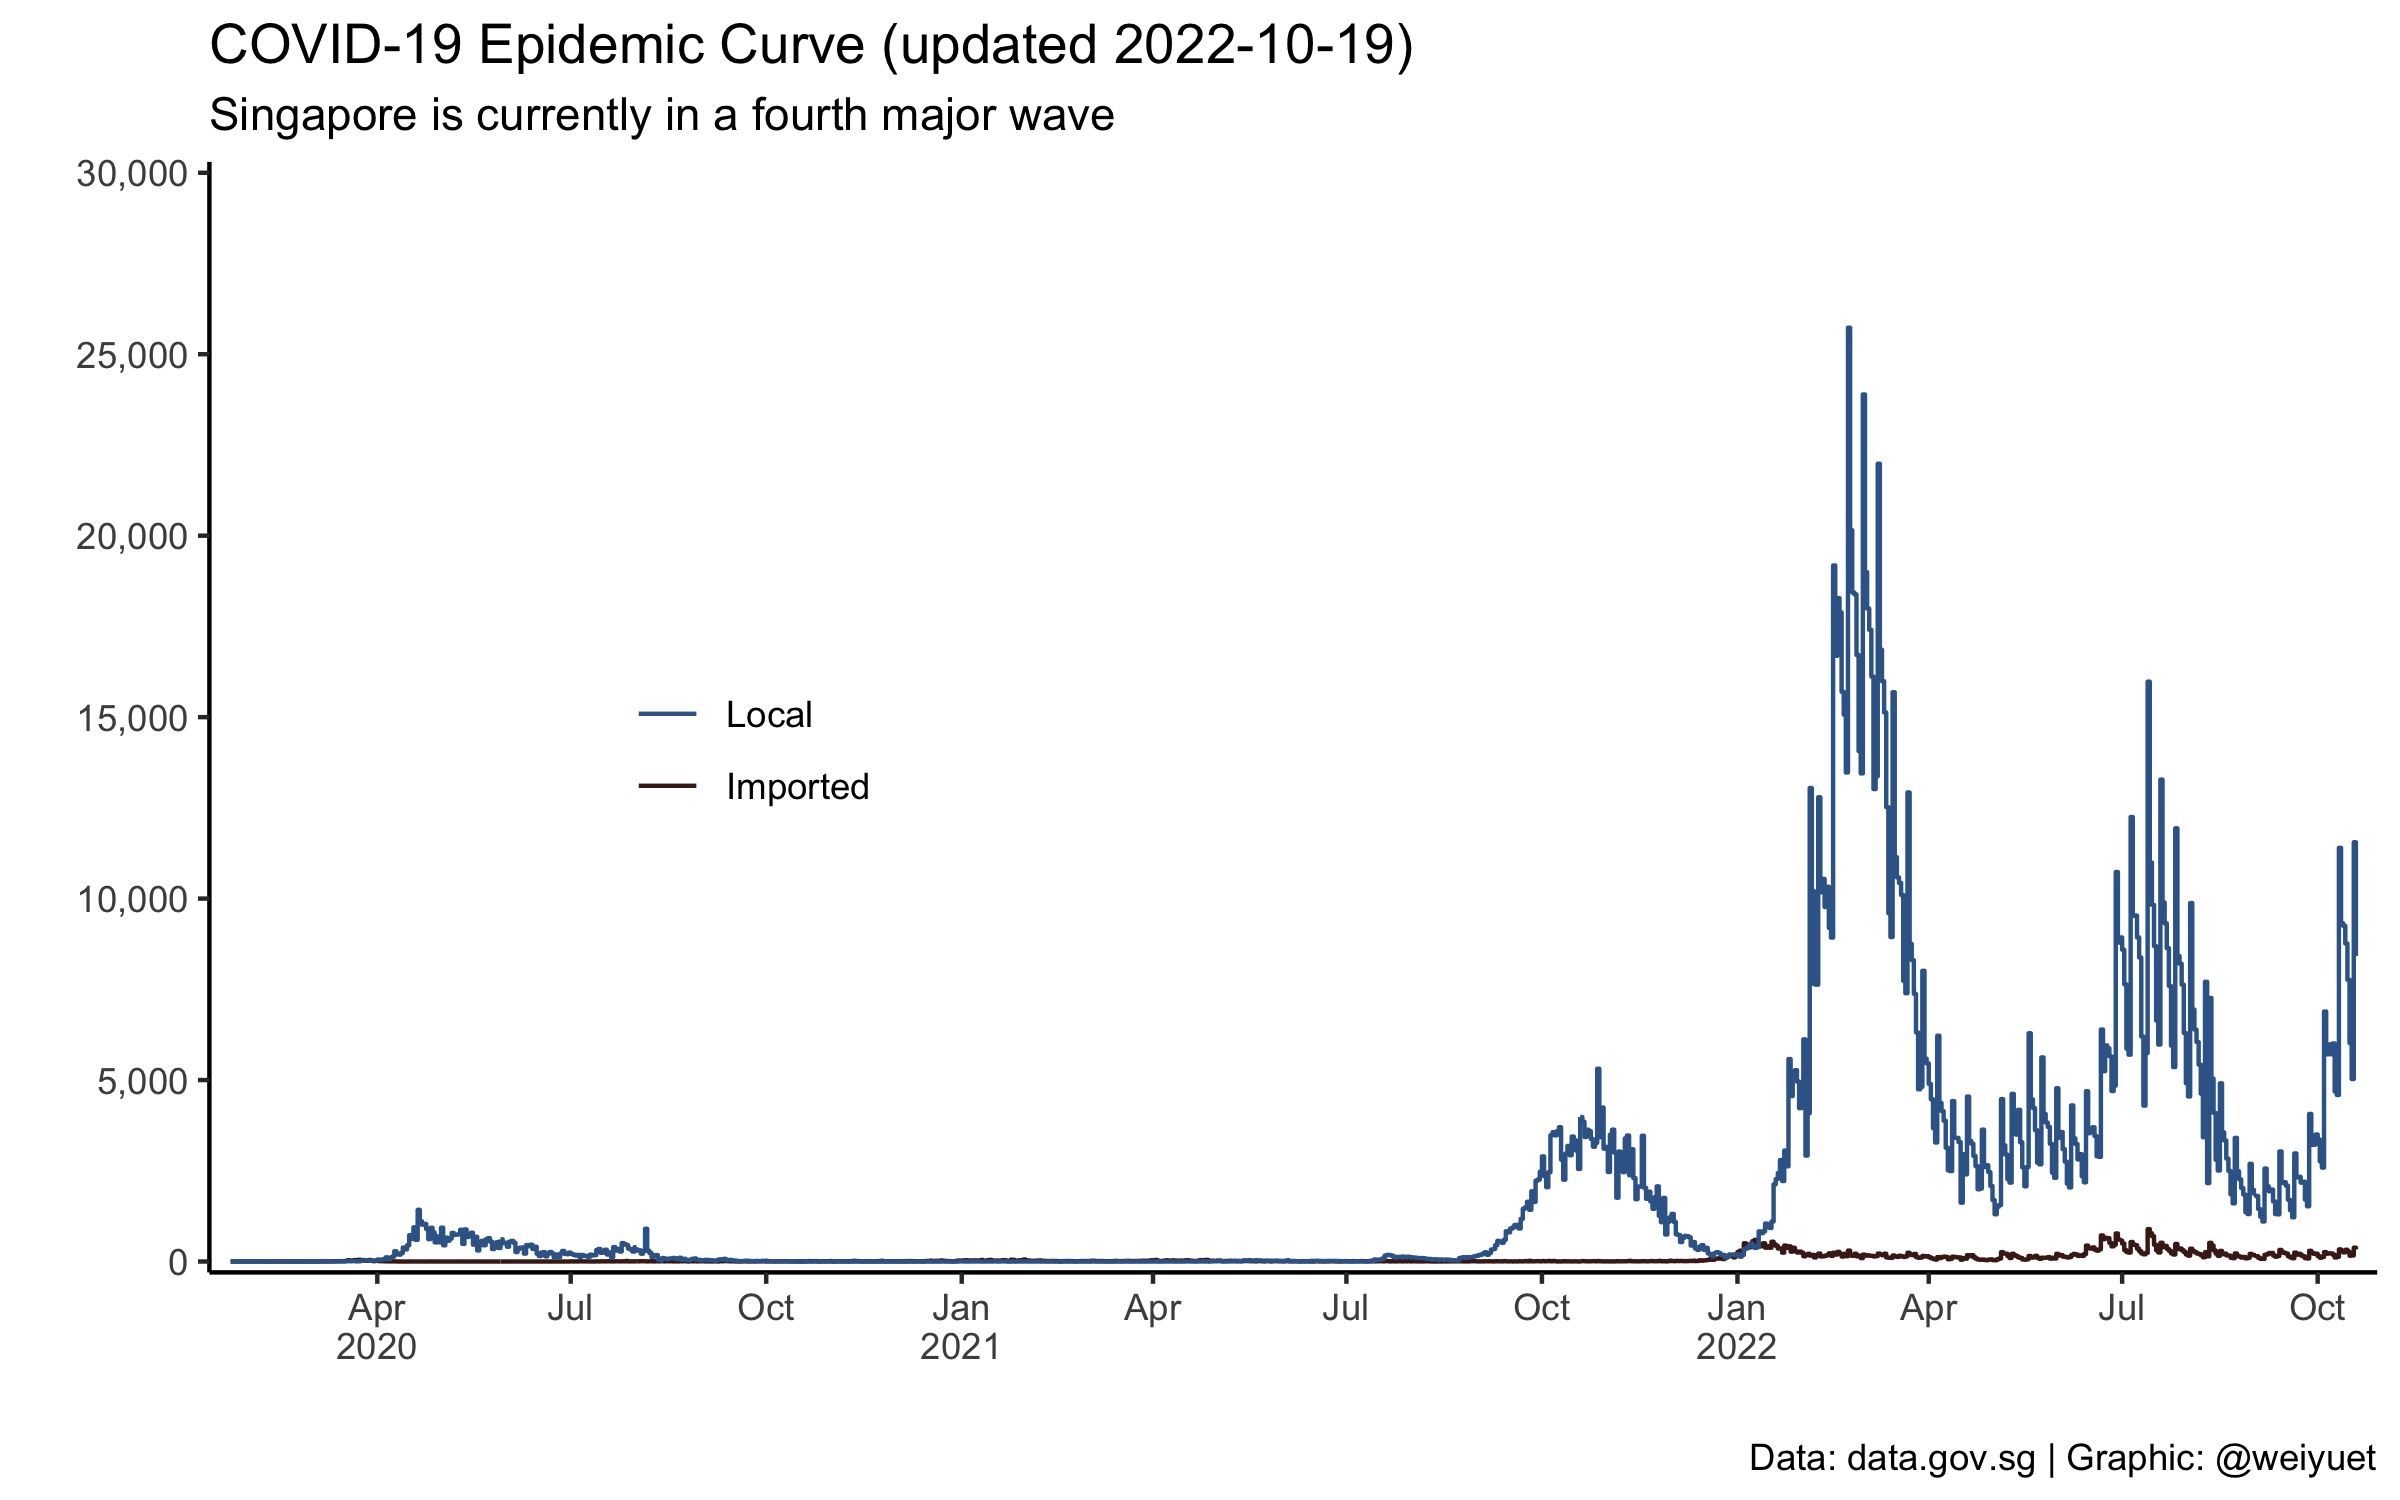 COVID-19 Epidemic Curve (updated 2022-10-19)
Singapore is currently in a fourth major wave
30,000
25,000
20,000
15,000
10,000
5,000
0
Local
Imported
Apr Jul Oct Jan Apr Jul Oct Jan Apr Jul Oct
2020 2021 2022
Data: data.gov.sg | Graphic: @weiyuet